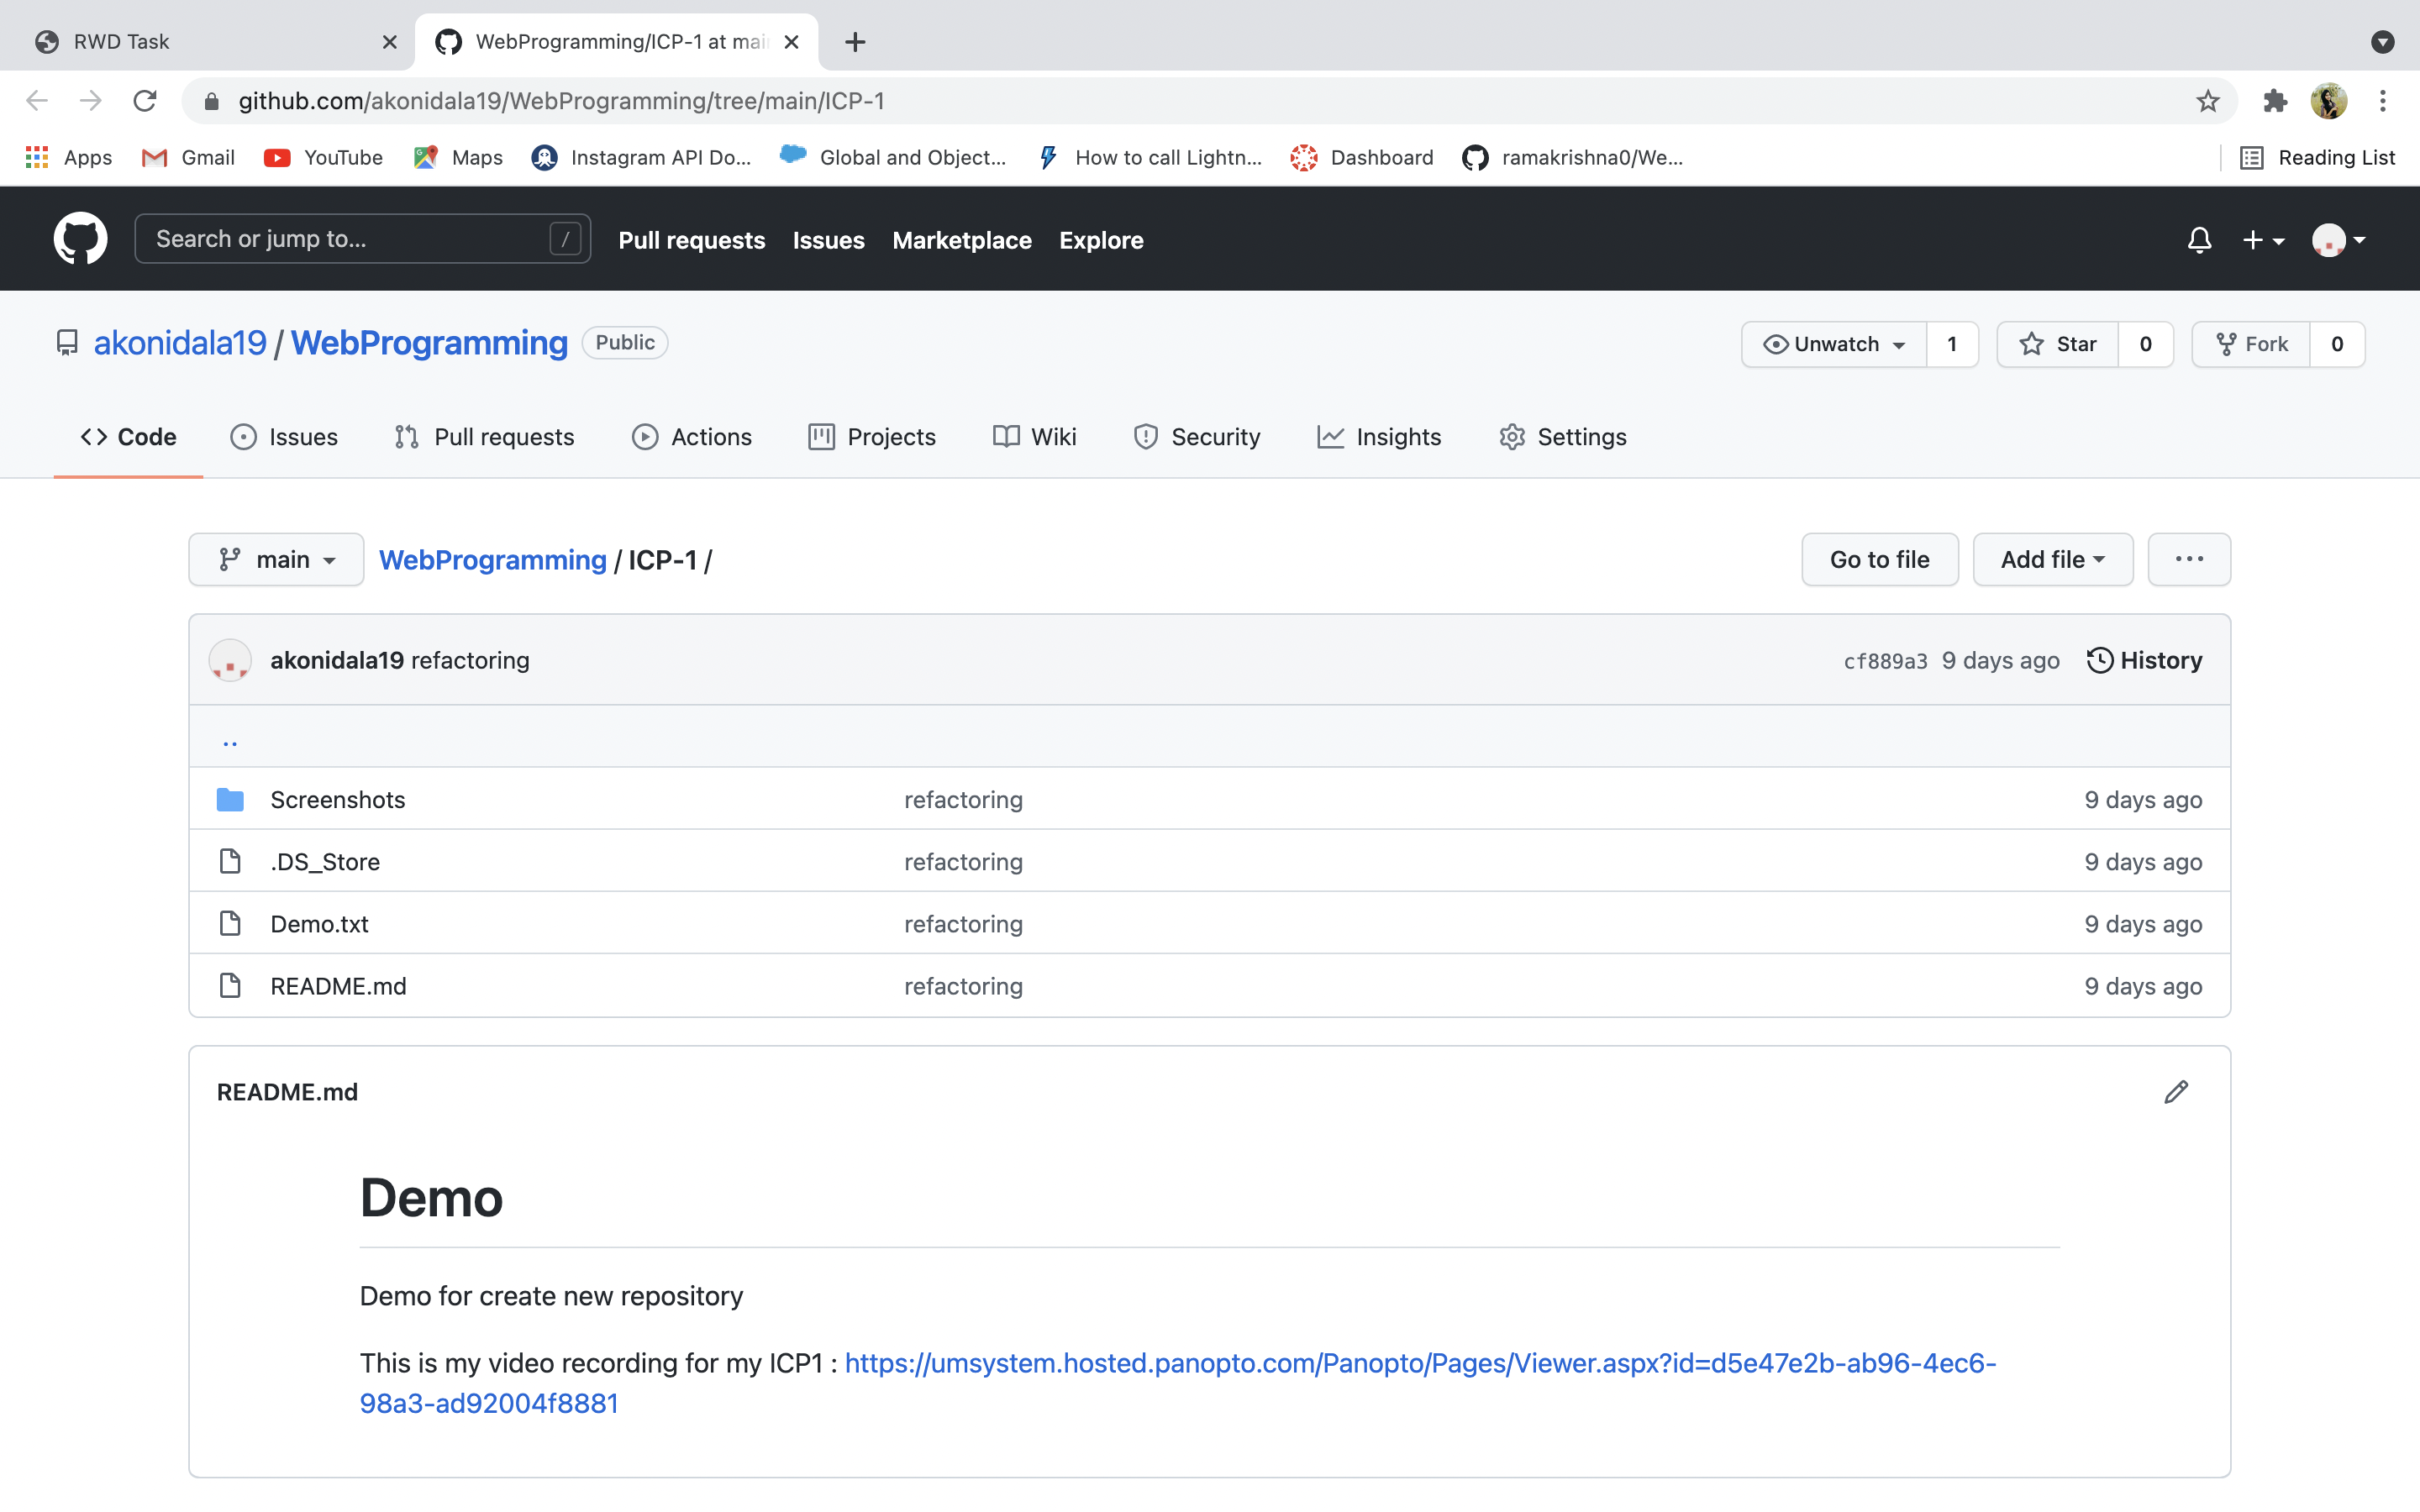 RWD Task
WebProgramming/ICP-1 at mai
github.com/akonidala19/WebProgramming/tree/main/ICP-1
Apps Gmail YouTube Maps Instagram API Do... Global and Object... How to call Lightn... Dashboard ramakrishna0/We... Reading List
Search or jump to... / Pull requests Issues Marketplace Explore
akonidala19 / WebProgramming Public Unwatch 1 Star 0 Fork 0
Code Issues Pull requests Actions Projects Wiki Security Insights Settings
main WebProgramming / ICP-1 / Go to file Add file ...
akonidala19 refactoring cf889a3 9 days ago History
..
Screenshots refactoring 9 days ago
.DS_Store refactoring 9 days ago
Demo.txt refactoring 9 days ago
README.md refactoring 9 days ago
README.md
Demo
Demo for create new repository
This is my video recording for my ICP1 : https://umsystem.hosted.panopto.com/Panopto/Pages/Viewer.aspx?id=d5e47e2b-ab96-4ec6-
98a3-ad92004f8881